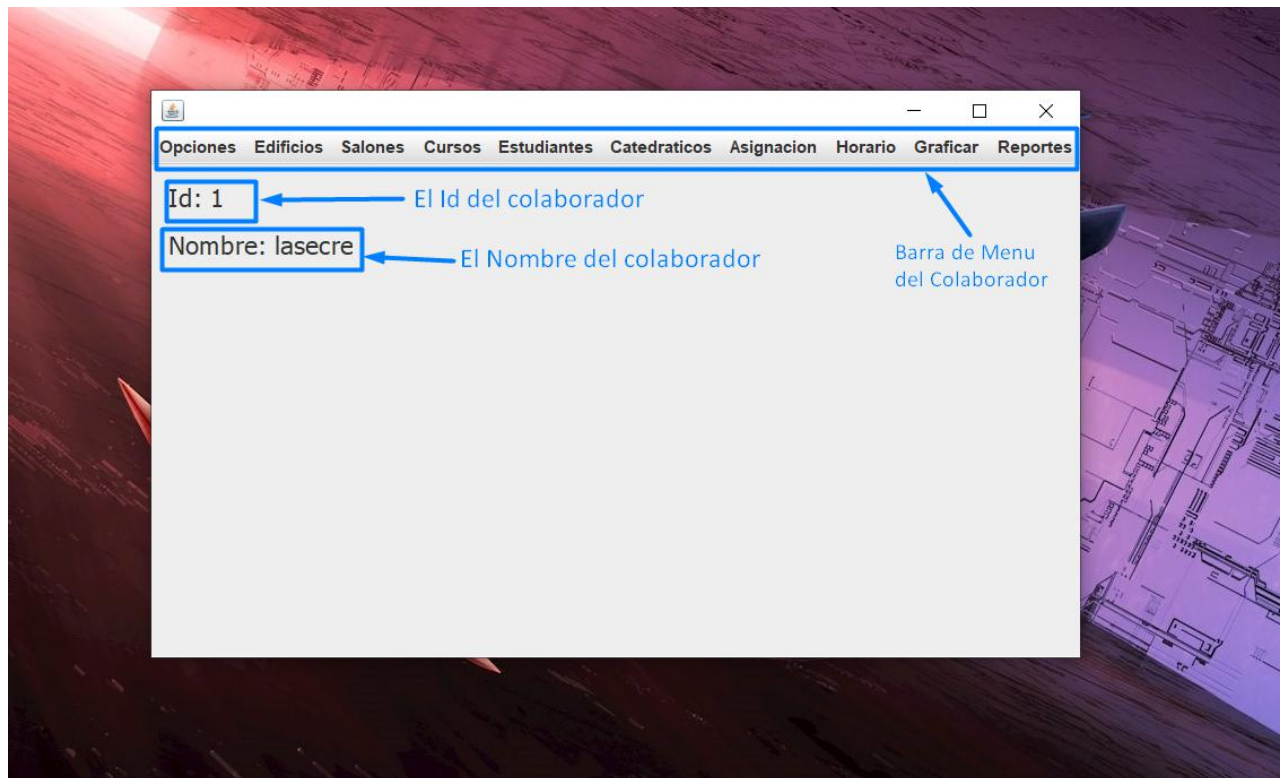 Opciones Edificios Salones Cursos Estudiantes Catedraticos Asignacion Horario Graficar Reportes
Id: 1
El Id del colaborador
Nombre: lasecre
El Nombre del colaborador
Barra de Menu
del Colaborador